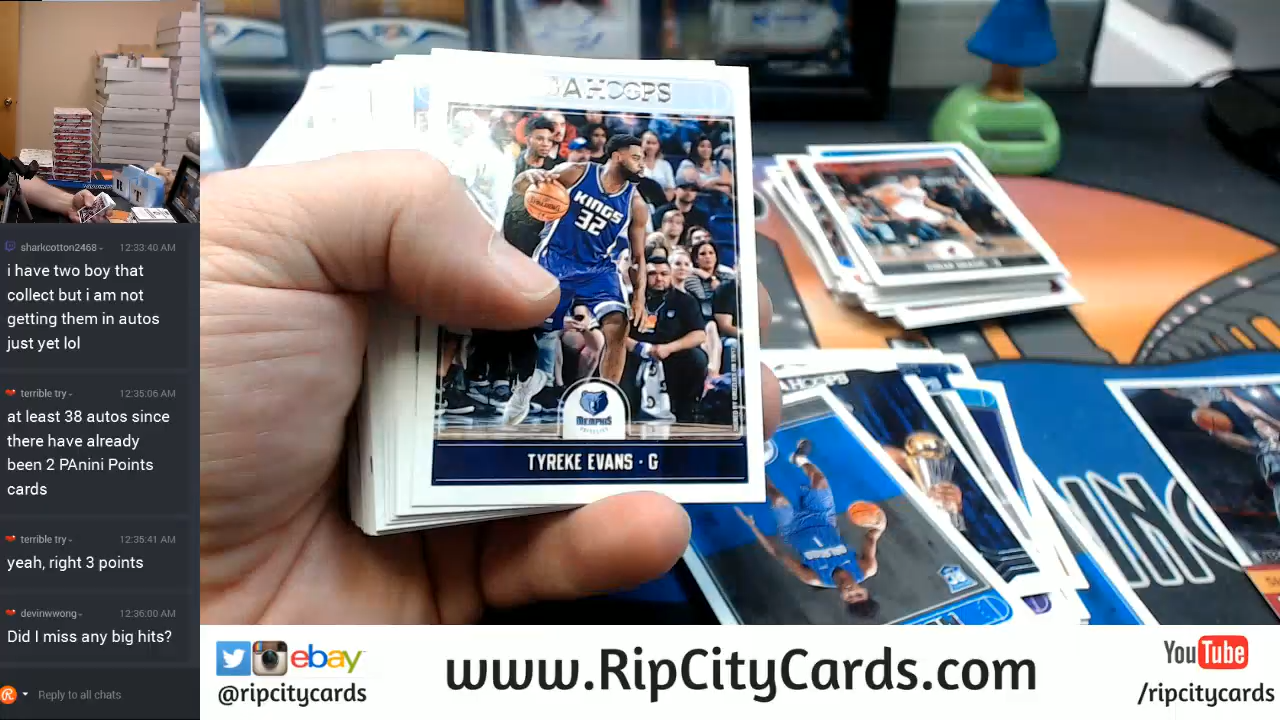 sharkcotton2468 12:33:40 AM
i have two boy that
collect but i am not
getting them in autos
just yet lol
terrible try 12:35:06 AM
at least 38 autos since
there have already
been 2 PAnini Points
cards
terrible try 12:35:41 AM
yeah, right 3 points
devinwwong 12:36:00 AM
Did I miss any big hits?
Reply to all chats
HOOPS
KINGS
32
MEMPHIS
TYREKE EVANS · G
HOOPS
ebay
@ripcitycards
www.RipCityCards.com
YouTube
/ripcitycards